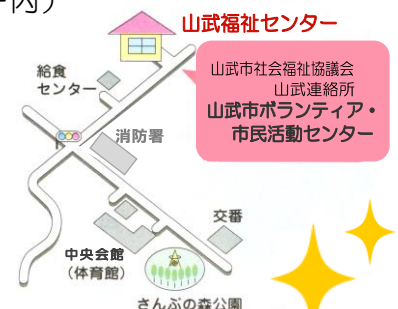 内）
山武福祉センター
山武市社会福祉協議会
山武連絡所
山武市ボランティア・
市民活動センター
給食
センター
消防署
交番
中央会館
（体育館）
さんぶの森公園